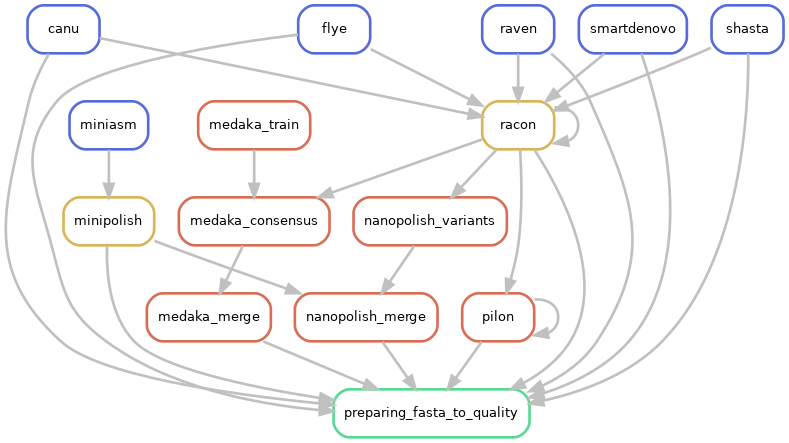 canu
flye
raven
smartdenovo
shasta
miniasm
medaka_train
racon
minipolish
medaka_consensus
nanopolish_variants
medaka_merge
nanopolish_merge
pilon
preparing_fasta_to_quality